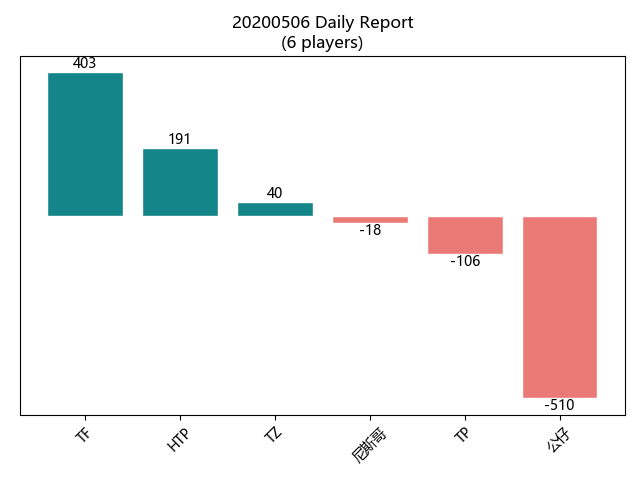 20200506 Daily Report
(6 players)
403
191
40
-18
-106
-510
TF
HTP
TZ
尼斯哥
TP
公仔